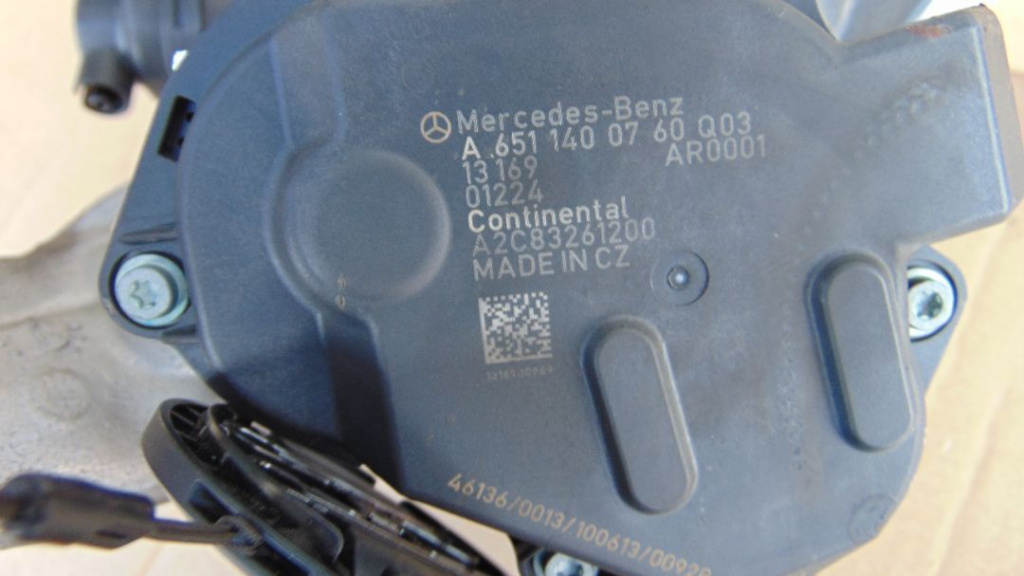 Mercedes-Benz
A 651 140 07 60 Q03
13 169 AR0001
01224
Continental
A2C83261200
MADE IN CZ
46136/0013/100613/0092